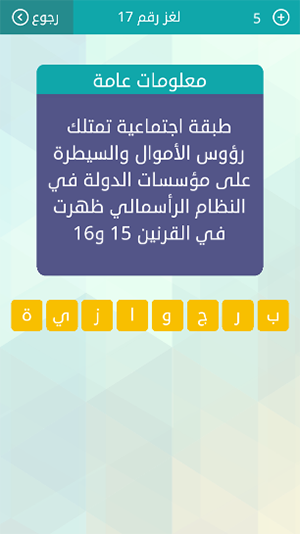 رجوع لغز رقم 17 5
معلومات عامة
طبقة اجتماعية تمتلك
رؤوس الأموال والسيطرة
على مؤسسات الدولة في
النظام الرأسمالي ظهرت
في القرنين 15 و16
ب ر ج و ا ز ي ة